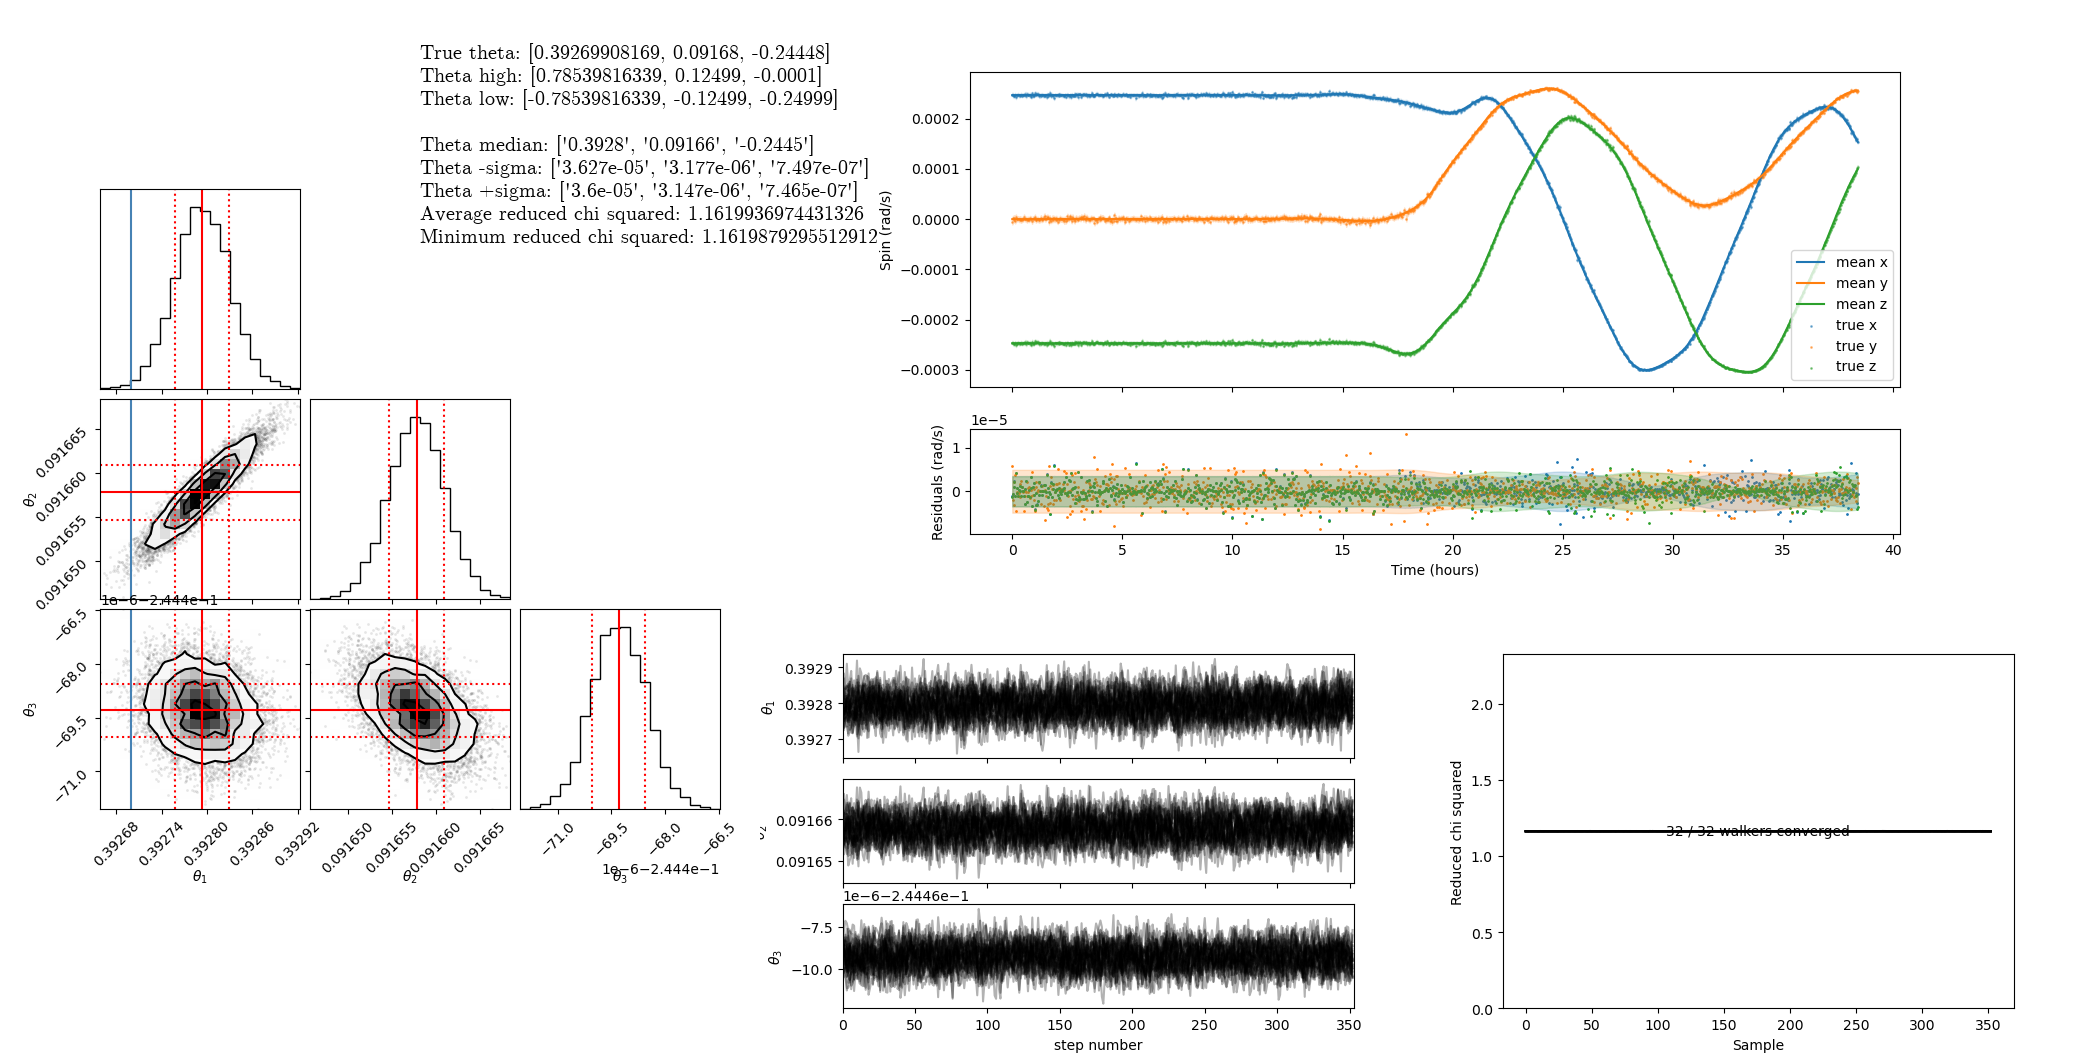 True theta: [0.39269908169, 0.09168, -0.24448]
Theta high: [0.78539816339, 0.12499, -0.0001]
Theta low: [-0.78539816339, -0.12499, -0.24999]
Theta median: ['0.3928', '0.09166', '-0.2445']
Theta -sigma: ['3.627e-05', '3.177e-06', '7.497e-07']
Theta +sigma: ['3.6e-05', '3.147e-06', '7.465e-07']
Average reduced chi squared: 1.1619936974431326
Minimum reduced chi squared: 1.1619879295512912
θ2
0.091665
0.091660
0.091655
0.091650
1e−6−2.444e−1
θ3
−66.5
−68.0
−69.5
−71.0
0.39268
0.39274
0.39280
0.39286
0.39292
θ1
0.091650
0.091655
0.091660
0.091665
θ2
−71.0
−69.5
−68.0
−66.5
θ3
1e−6−2.444e−1
Spin (rad/s)
0.0002
0.0001
0.0000
−0.0001
−0.0002
−0.0003
mean x
mean y
mean z
true x
true y
true z
1e−5
Residuals (rad/s)
1
0
0
5
10
15
20
25
30
35
40
Time (hours)
θ1
0.3929
0.3928
0.3927
0.09166
0.09165
1e−6−2.4446e−1
θ3
−7.5
−10.0
0
50
100
150
200
250
300
350
step number
Reduced chi squared
2.0
1.5
1.0
0.5
0.0
32 / 32 walkers converged
0
50
100
150
200
250
300
350
Sample